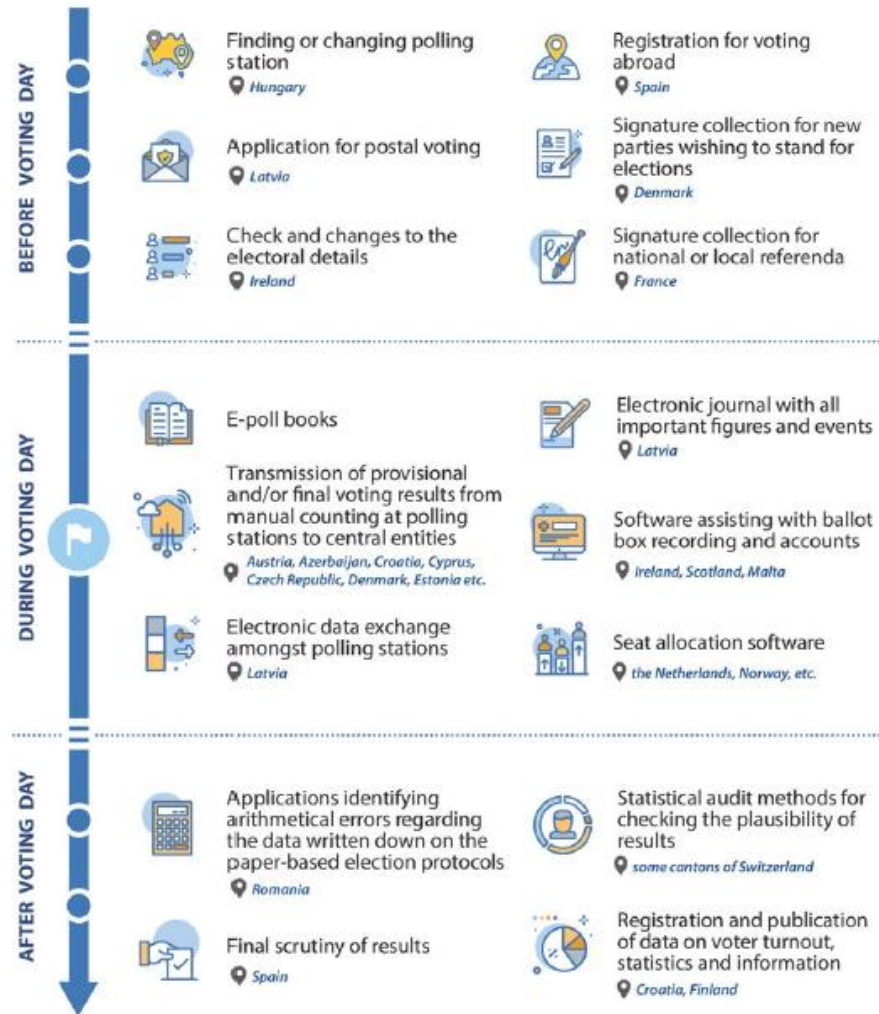 BEFORE VOTING DAY
Finding or changing polling
station
Hungary
Registration for voting
abroad
Spain
Application for postal voting
Latvia
Signature collection for new
parties wishing to stand for
elections
Denmark
Check and changes to the
electoral details
Ireland
Signature collection for
national or local referenda
France
DURING VOTING DAY
E-poll books
Electronic journal with all
important figures and events
Latvia
Transmission of provisional
and/or final voting results from
manual counting at polling
stations to central entities
Austria, Azerbaijan, Croatia, Cyprus,
Czech Republic, Denmark, Estonia etc.
Software assisting with ballot
box recording and accounts
Ireland, Scotland, Malta
Electronic data exchange
amongst polling stations
Latvia
Seat allocation software
the Netherlands, Norway, etc.
AFTER VOTING DAY
Applications identifying
arithmetical errors regarding
the data written down on the
paper-based election protocols
Romania
Statistical audit methods for
checking the plausibility of
results
some cantons of Switzerland
Final scrutiny of results
Spain
Registration and publication
of data on voter turnout,
statistics and information
Croatia, Finland